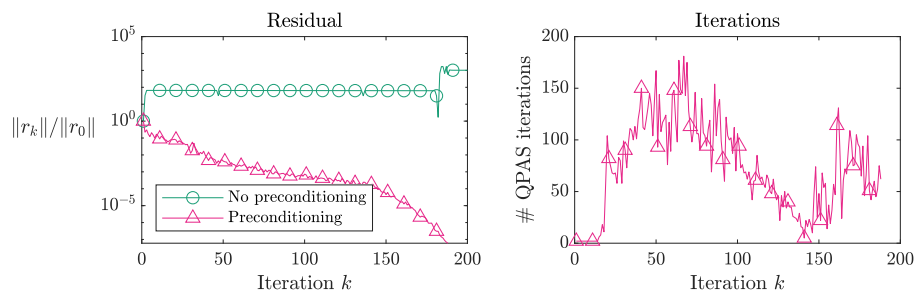 Residual
10^5
10^0
10^-5
‖r_k‖/‖r_0‖
No preconditioning
Preconditioning
0 50 100 150 200
Iteration k
Iterations
200
150
100
50
0
# QPAS iterations
0 50 100 150 200
Iteration k